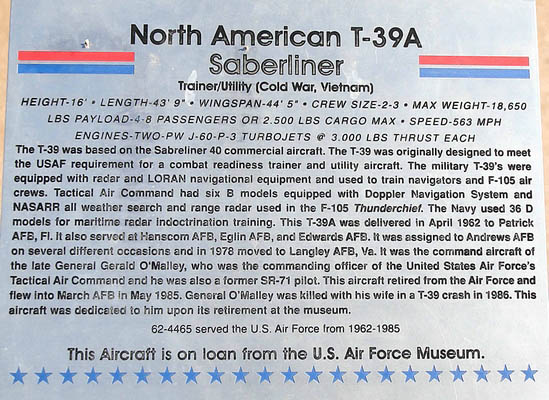 North American T-39A
Saberliner
Trainer/Utility (Cold War, Vietnam)
HEIGHT-16' • LENGTH-43' 9" • WINGSPAN-44' 5" • CREW SIZE-2-3 • MAX WEIGHT-18,650
LBS PAYLOAD-4-8 PASSENGERS OR 2.500 LBS CARGO MAX • SPEED-563 MPH
ENGINES-TWO-PW J-60-P-3 TURBOJETS @ 3.000 LBS THRUST EACH
The T-39 was based on the Sabreliner 40 commercial aircraft. The T-39 was originally designed to meet
the USAF requirement for a combat readiness trainer and utility aircraft. The military T-39's were
equipped with radar and LORAN navigational equipment and used to train navigators and F-105 air
crews. Tactical Air Command had six B models equipped with Doppler Navigation System and
NASARR all weather search and range radar used in the F-105 Thunderchief. The Navy used 36 D
models for maritime radar indoctrination training. This T-39A was delivered in April 1962 to Patrick
AFB, Fl. It also served at Hanscom AFB, Eglin AFB, and Edwards AFB. It was assigned to Andrews AFB
on several different occasions and in 1978 moved to Langley AFB, Va. It was the command aircraft of
the late General Gerald O'Malley, who was the commanding officer of the United States Air Force's
Tactical Air Command and he was also a former SR-71 pilot. This aircraft retired from the Air Force and
flew into March AFB in May 1985. General O'Malley was killed with his wife in a T-39 crash in 1986. This
aircraft was dedicated to him upon its retirement at the museum.
62-4465 served the U.S. Air Force from 1962-1985
This Aircraft is on loan from the U.S. Air Force Museum.